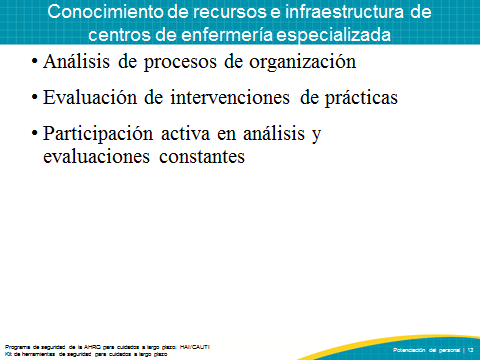 Conocimiento de recursos e infraestructura de
centros de enfermería especializada
• Análisis de procesos de organización
• Evaluación de intervenciones de prácticas
• Participación activa en análisis y
evaluaciones constantes
Programa de seguridad de la AHRQ para cuidados a largo plazo: HAI/CAUTI
Kit de herramientas de seguridad para cuidados a largo plazo
Potenciación del personal | 13